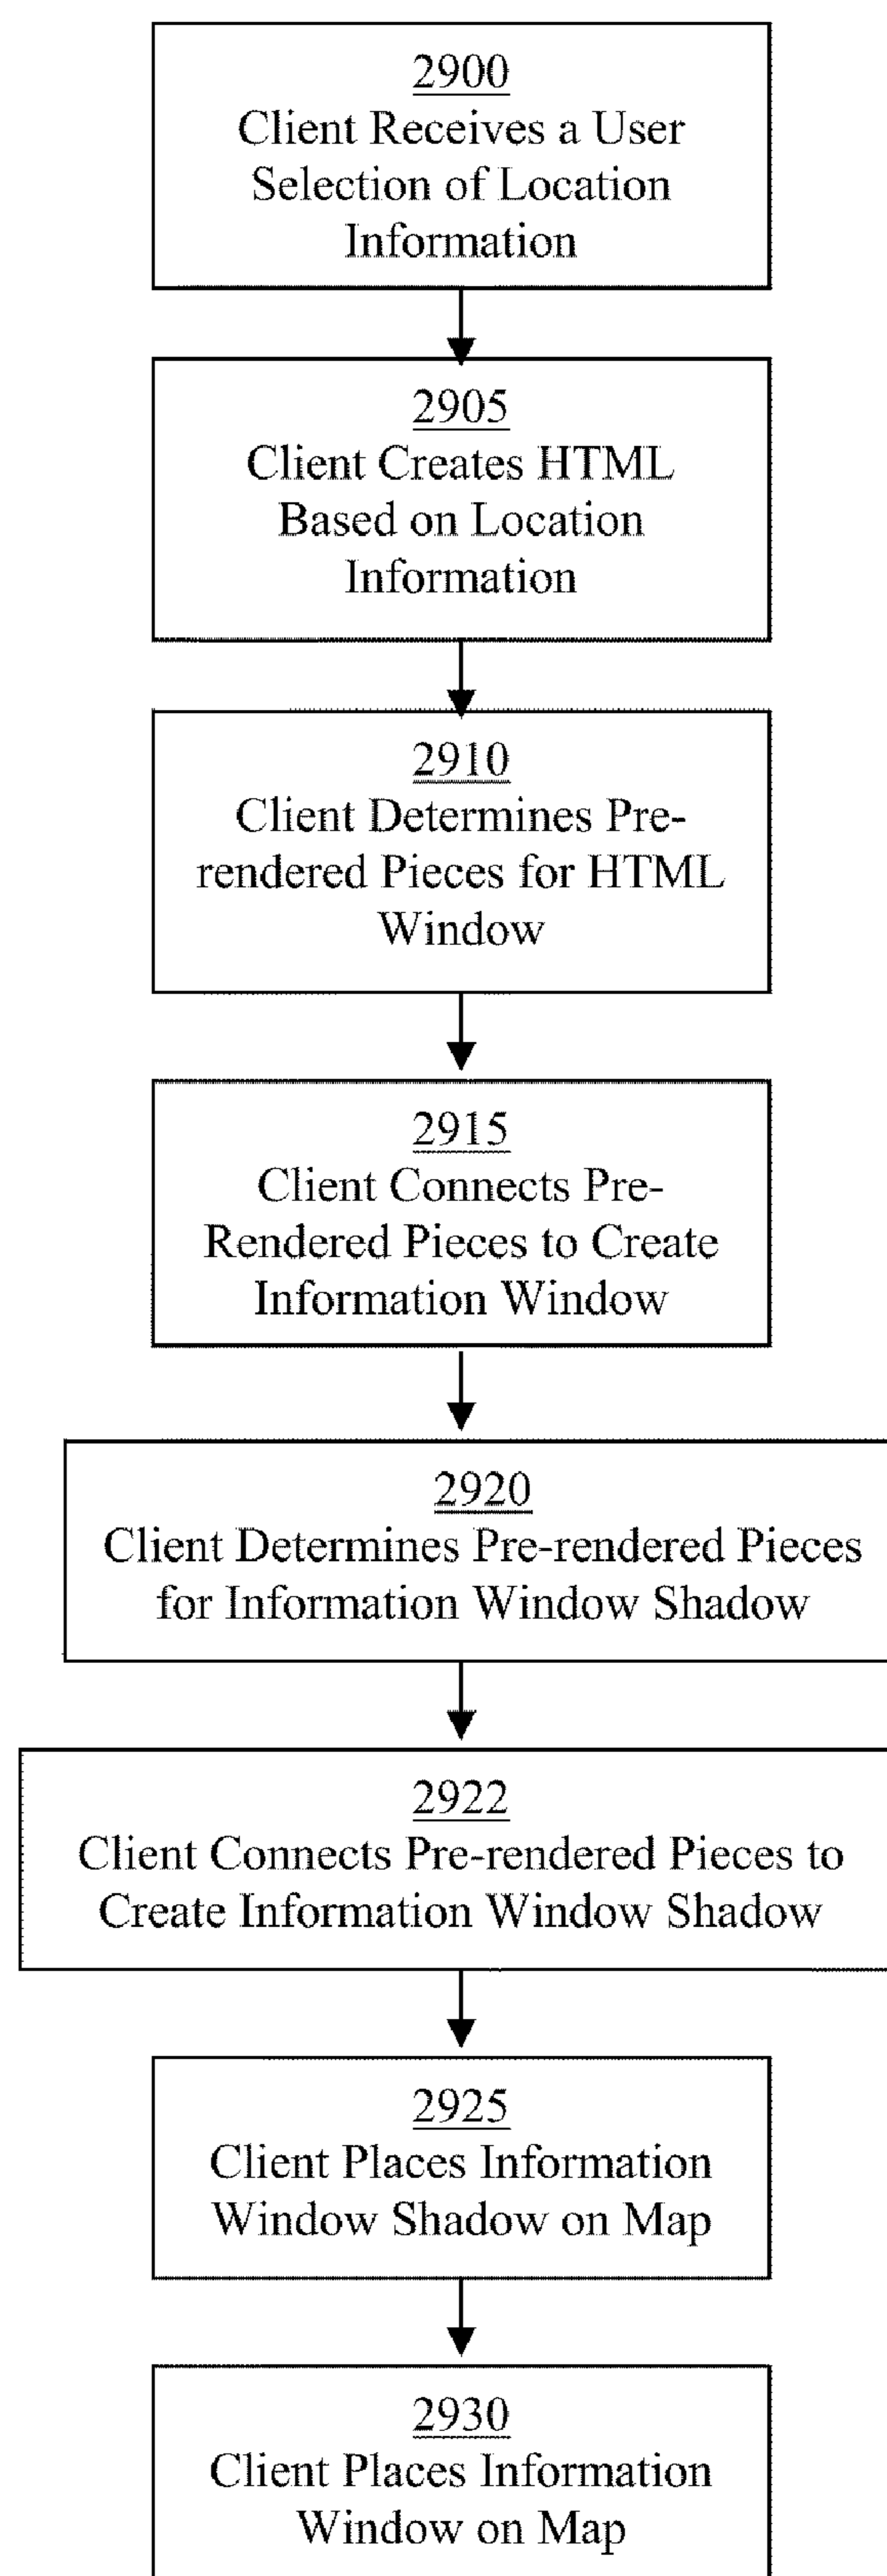 2900
Client Receives a User
Selection of Location
Information
2905
Client Creates HTML
Based on Location
Information
2910
Client Determines Pre-
rendered Pieces for HTML
Window
2915
Client Connects Pre-
Rendered Pieces to Create
Information Window
2920
Client Determines Pre-rendered Pieces
for Information Window Shadow
2922
Client Connects Pre-rendered Pieces to
Create Information Window Shadow
2925
Client Places Information
Window Shadow on Map
2930
Client Places Information
Window on Map